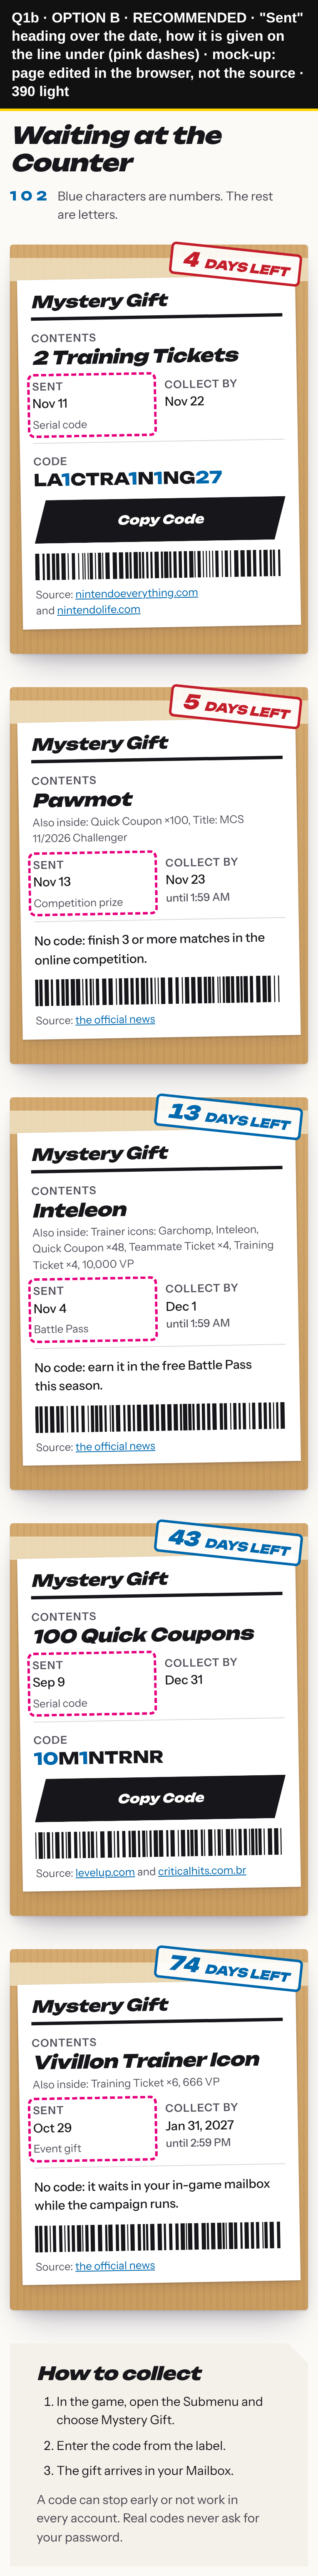 Q1b · OPTION B · RECOMMENDED · "Sent"
heading over the date, how it is given on
the line under (pink dashes) · mock-up:
page edited in the browser, not the source ·
390 light
Waiting at the
Counter
102 Blue characters are numbers. The rest
are letters.
4 DAYS LEFT
Mystery Gift
CONTENTS
2 Training Tickets
SENT COLLECT BY
Nov 11 Nov 22
Serial code
CODE
LA1CTRA1N1NG27
Copy Code
Source: nintendoeverything.com
and nintendolife.com
5 DAYS LEFT
Mystery Gift
CONTENTS
Pawmot
Also inside: Quick Coupon ×100, Title: MCS
11/2026 Challenger
SENT COLLECT BY
Nov 13 Nov 23
Competition prize until 1:59 AM
No code: finish 3 or more matches in the
online competition.
Source: the official news
13 DAYS LEFT
Mystery Gift
CONTENTS
Inteleon
Also inside: Trainer icons: Garchomp, Inteleon,
Quick Coupon ×48, Teammate Ticket ×4, Training
Ticket ×4, 10,000 VP
SENT COLLECT BY
Nov 4 Dec 1
Battle Pass until 1:59 AM
No code: earn it in the free Battle Pass
this season.
Source: the official news
43 DAYS LEFT
Mystery Gift
CONTENTS
100 Quick Coupons
SENT COLLECT BY
Sep 9 Dec 31
Serial code
CODE
10M1NTRNR
Copy Code
Source: levelup.com and criticalhits.com.br
74 DAYS LEFT
Mystery Gift
CONTENTS
Vivillon Trainer Icon
Also inside: Training Ticket ×6, 666 VP
SENT COLLECT BY
Oct 29 Jan 31, 2027
Event gift until 2:59 PM
No code: it waits in your in-game mailbox
while the campaign runs.
Source: the official news
How to collect
1. In the game, open the Submenu and
choose Mystery Gift.
2. Enter the code from the label.
3. The gift arrives in your Mailbox.
A code can stop early or not work in
every account. Real codes never ask for
your password.